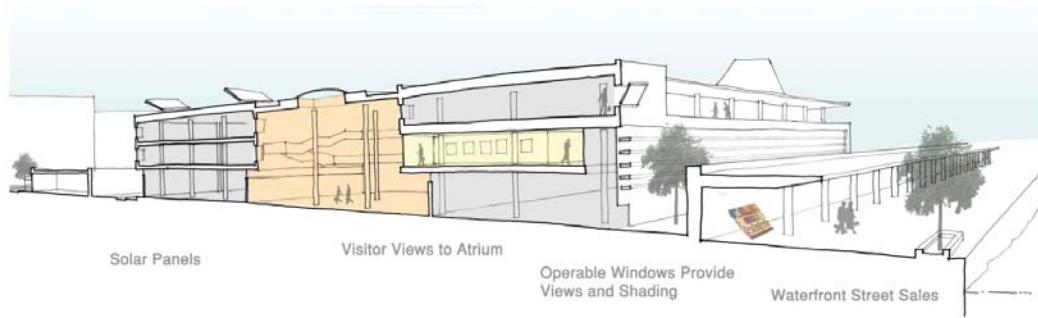 Solar Panels
Visitor Views to Atrium
Operable Windows Provide
Views and Shading
Waterfront Street Sales